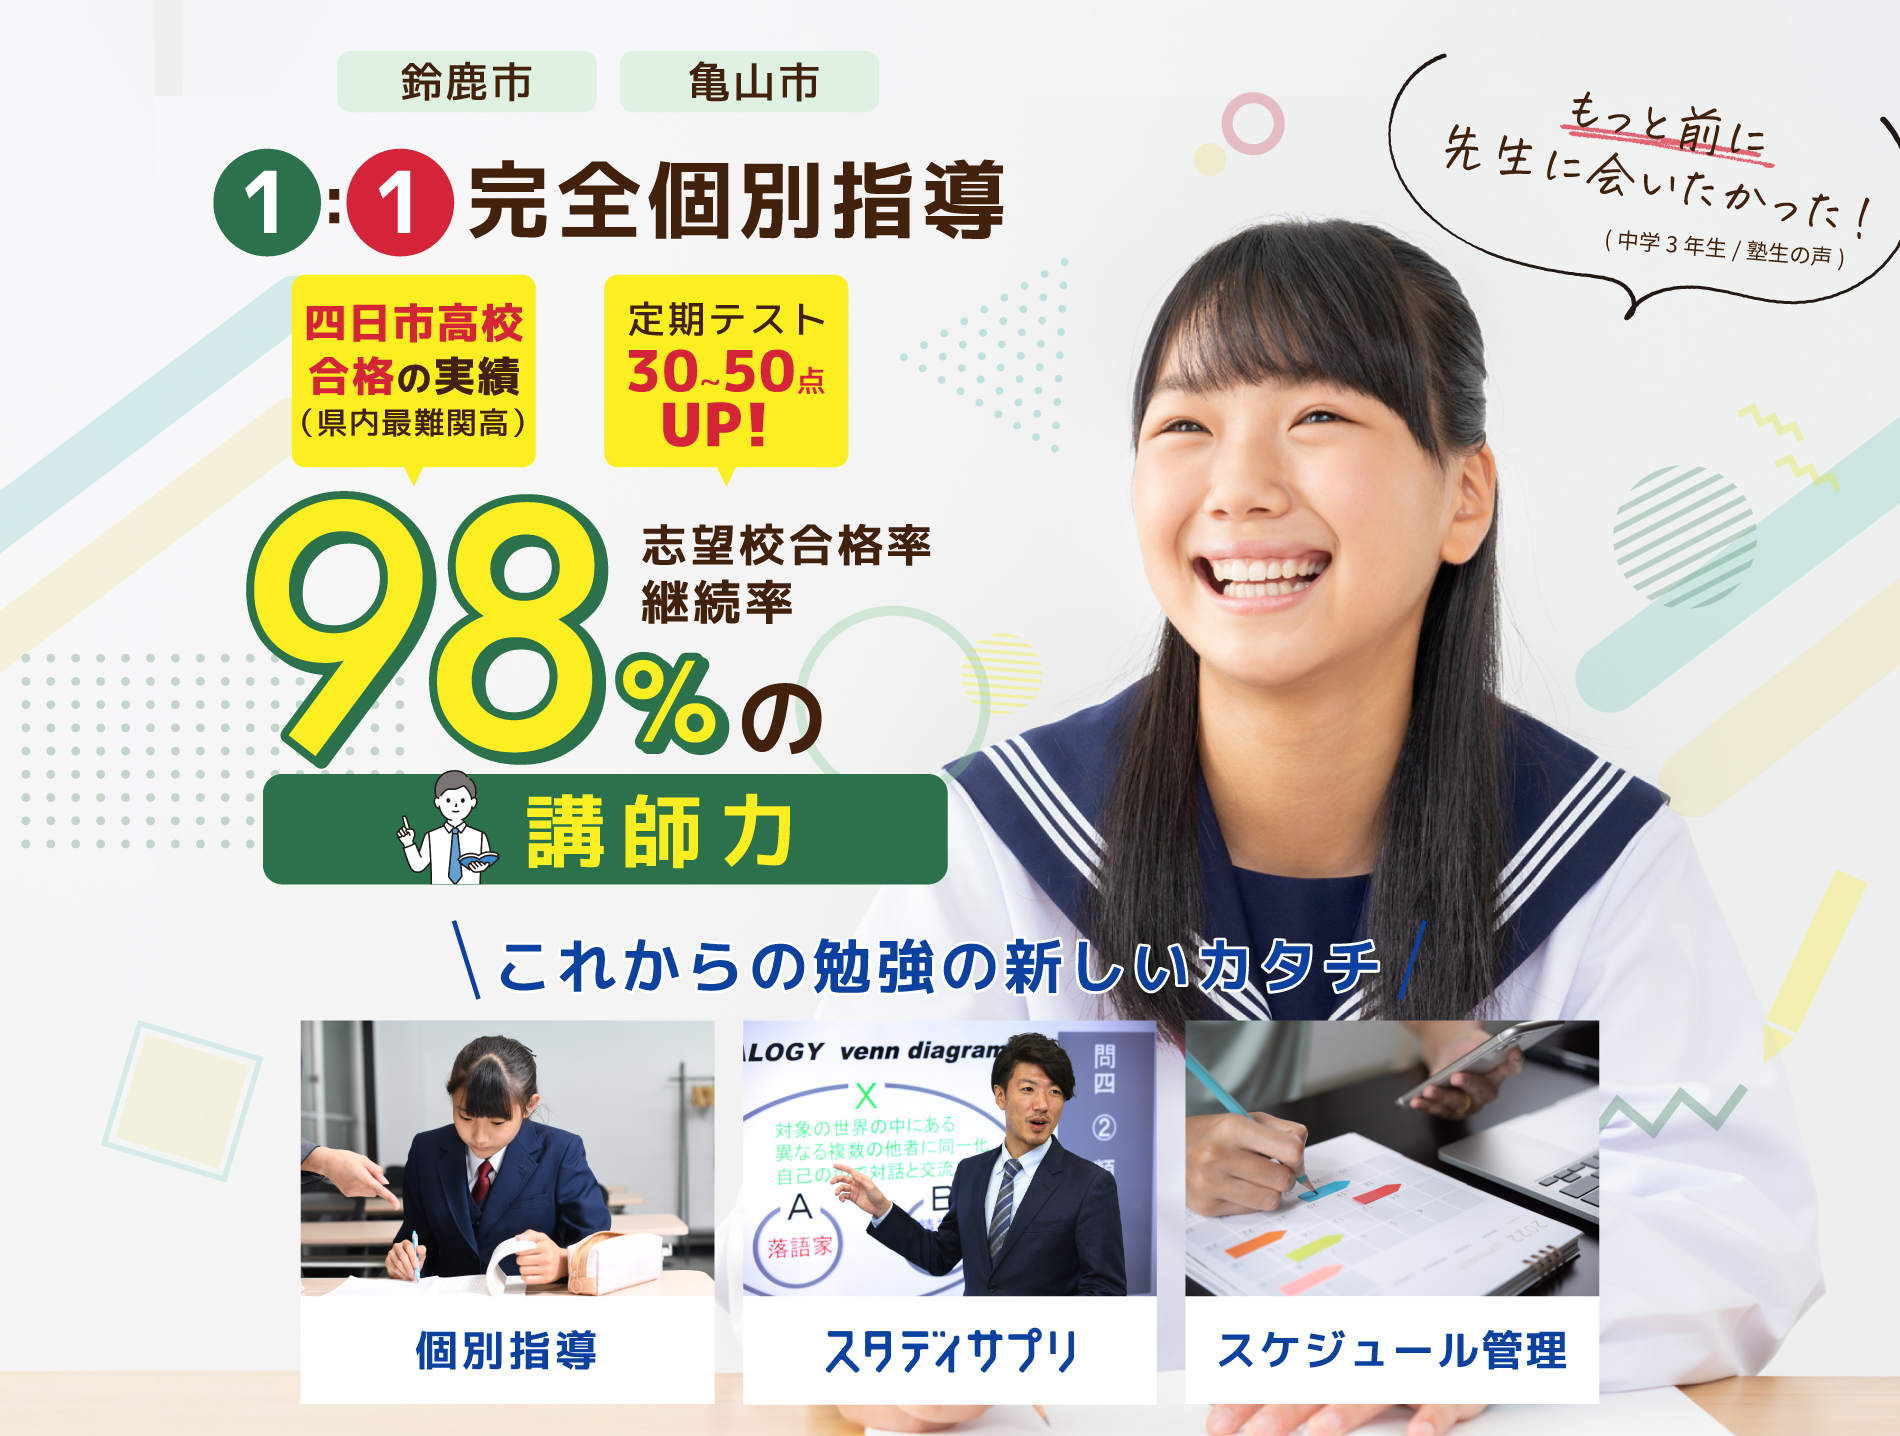 鈴鹿市
亀山市
1:1 完全個別指導
もっと前に
先生に会いたかった!
(中学3年生/塾生の声)
四日市高校
合格の実績
(県内最難関高)
定期テスト
30~50点
UP!
98%の
志望校合格率
継続率
講師力
\これからの勉強の新しいカタチ/
ALOGY venn diagram
X
対象の世界の中にある
異なる複数の他者に同一化
対話と交流
A
B
落語家
問四 ②
2022
個別指導
スタディサプリ
スケジュール管理